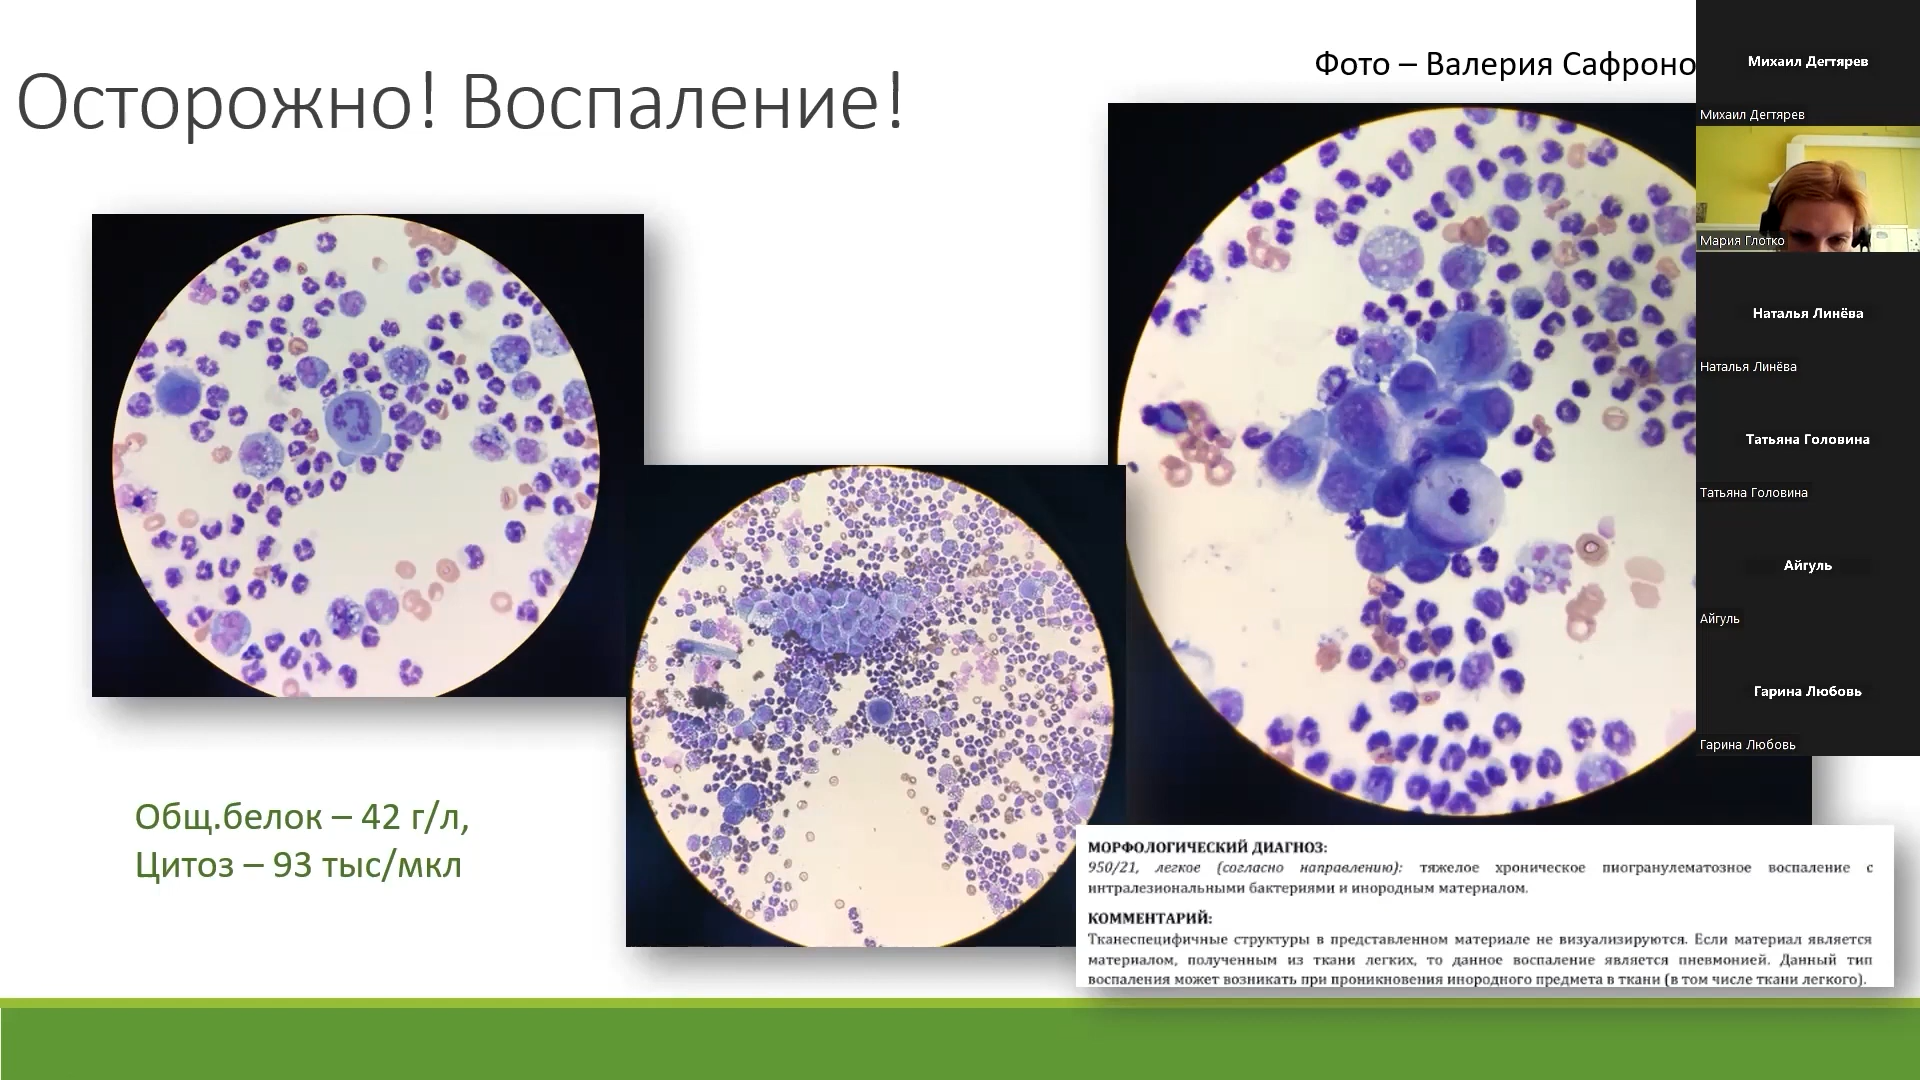 Осторожно! Воспаление!
Фото – Валерия Сафроно
Общ.белок – 42 г/л,
Цитоз – 93 тыс/мкл
МОРФОЛОГИЧЕСКИЙ ДИАГНОЗ:
950/21, легкое (согласно направлению): тяжелое хроническое пиогранулематозное воспаление с
интралезиональными бактериями и инородным материалом.
КОММЕНТАРИЙ:
Тканеспецифичные структуры в представленном материале не визуализируются. Если материал является
материалом, полученным из ткани легких, то данное воспаление является пневмонией. Данный тип
воспаления может возникать при проникновения инородного предмета в ткани (в том числе ткани легкого).
Михаил Дегтярев
Михаил Дегтярев
Мария Глотко
Наталья Линёва
Наталья Линёва
Татьяна Головина
Татьяна Головина
Айгуль
Айгуль
Гарина Любовь
Гарина Любовь